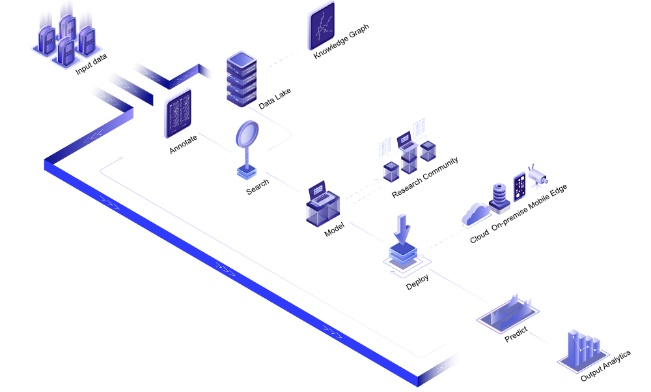 Knowledge Graph
Input data
Data Lake
Annotate
Search
Research Community
Model
Cloud On-premise Mobile Edge
Deploy
Predict
Output Analytics